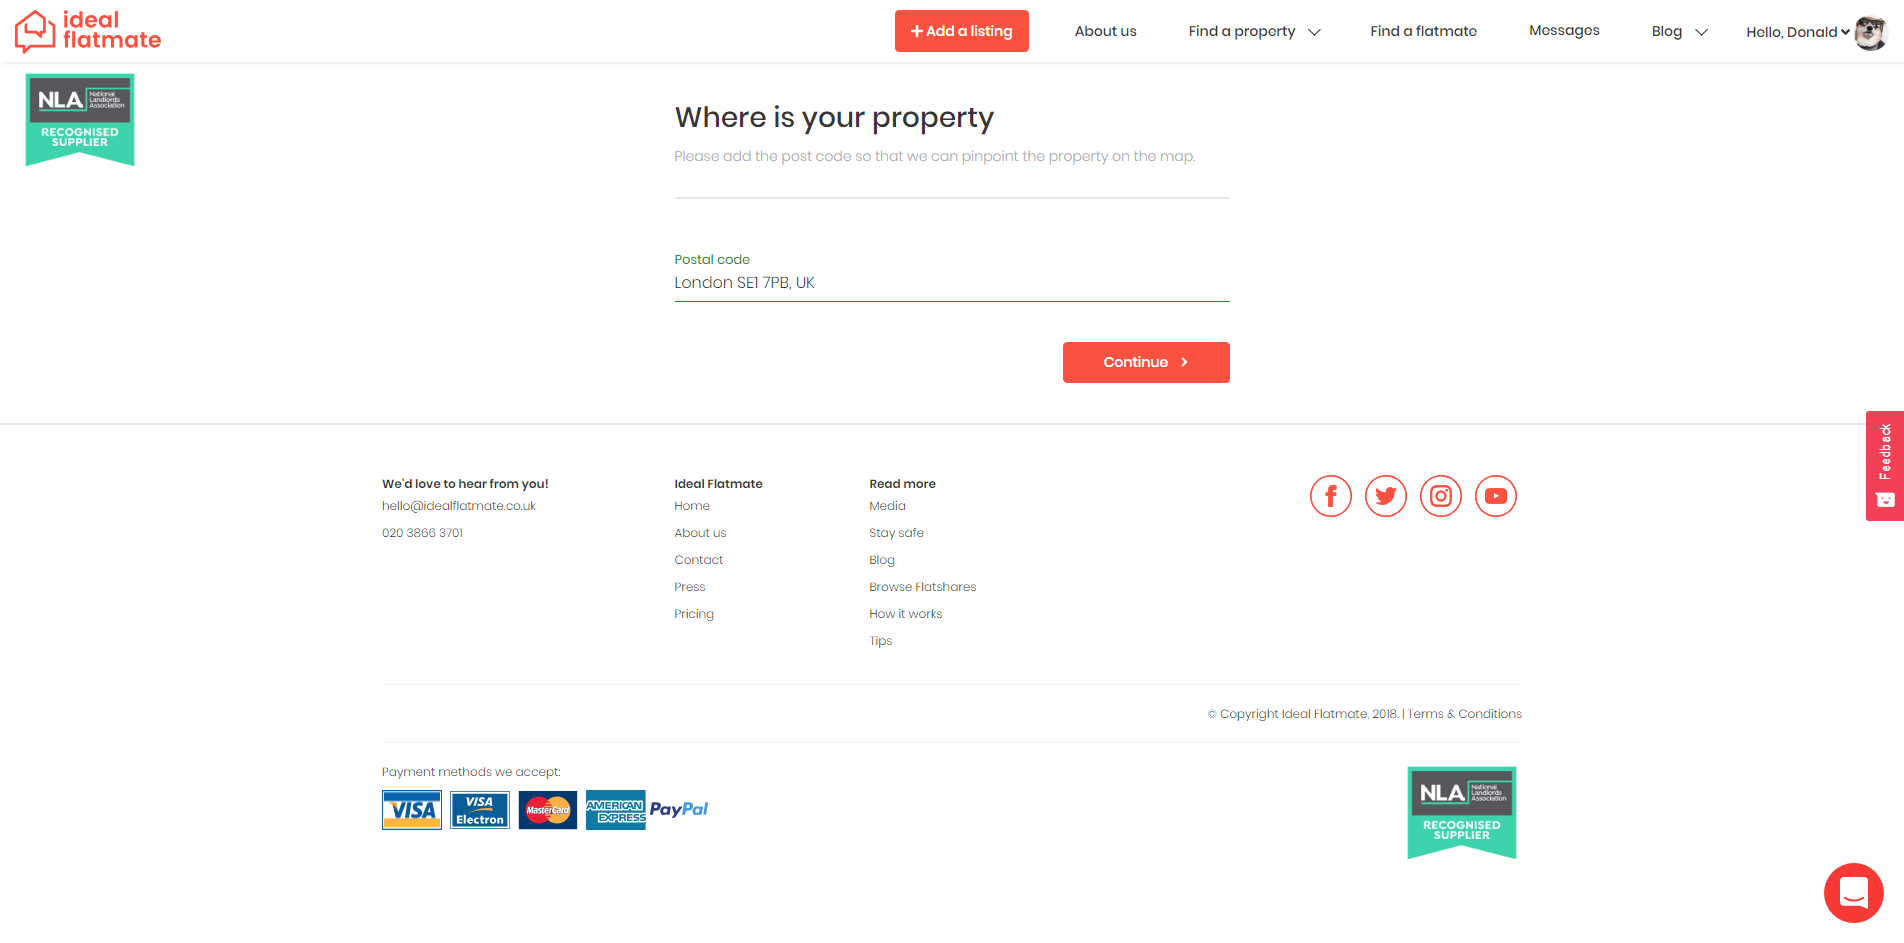 ideal
flatmate
Add a listing
About us
Find a property
Find a flatmate
Messages
Blog
Hello, Donald
NLA National Landlords Association
RECOGNISED
SUPPLIER
Where is your property
Please add the post code so that we can pinpoint the property on the map.
Postal code
London SE1 7PB, UK
Continue
Feedback
We'd love to hear from you!
hello@idealflatmate.co.uk
020 3866 3701
Ideal Flatmate
Home
About us
Contact
Press
Pricing
Read more
Media
Stay safe
Blog
Browse Flatshares
How it works
Tips
© Copyright Ideal Flatmate, 2018. | Terms & Conditions
Payment methods we accept:
VISA
VISA
Electron
MasterCard
AMERICAN
EXPRESS
PayPal
NLA National Landlords Association
RECOGNISED
SUPPLIER